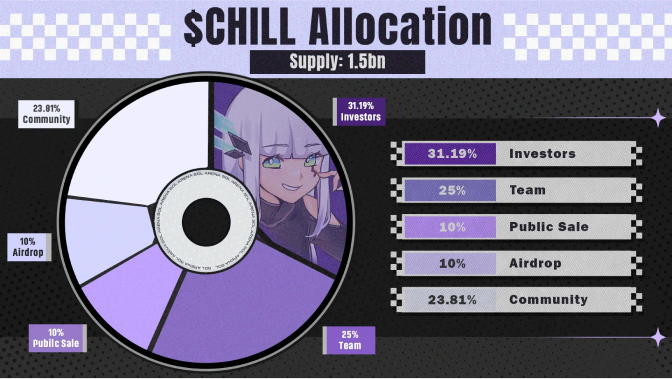 $CHILL Allocation
Supply: 1.5bn
23.81%
Community
31.19%
Investors
10%
Airdrop
10%
Public Sale
25%
Team
31.19% Investors
25% Team
10% Public Sale
10% Airdrop
23.81% Community